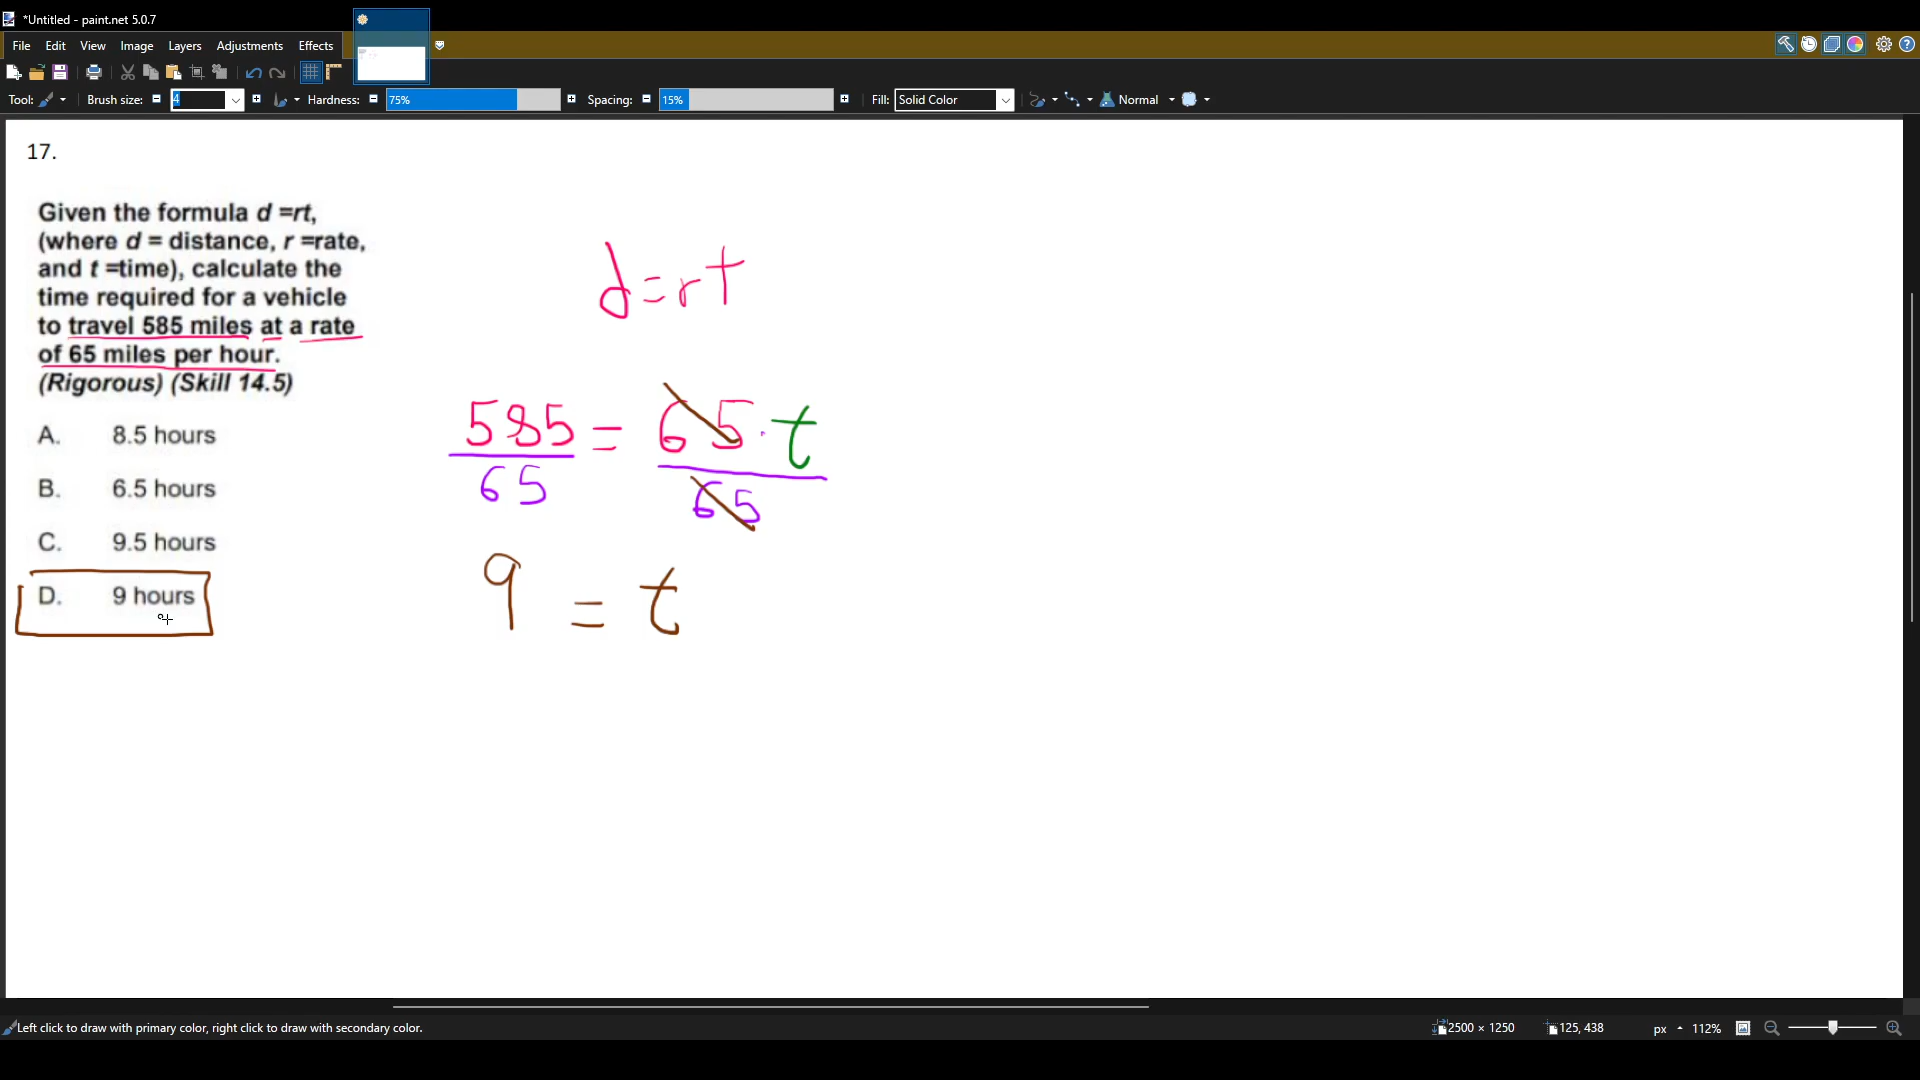 *Untitled - paint.net 5.0.7
File Edit View Image Layers Adjustments Effects
Tool: Brush size: 4 Hardness: 75% Spacing: 15% Fill: Solid Color Normal
17.
Given the formula d =rt,
(where d = distance, r =rate,
and t =time), calculate the
time required for a vehicle
to travel 585 miles at a rate
of 65 miles per hour.
(Rigorous) (Skill 14.5)
A. 8.5 hours
B. 6.5 hours
C. 9.5 hours
D. 9 hours
d=rt
585 = 65·t
65 65
9 = t
Left click to draw with primary color, right click to draw with secondary color.
2500 × 1250 125, 438 px 112%